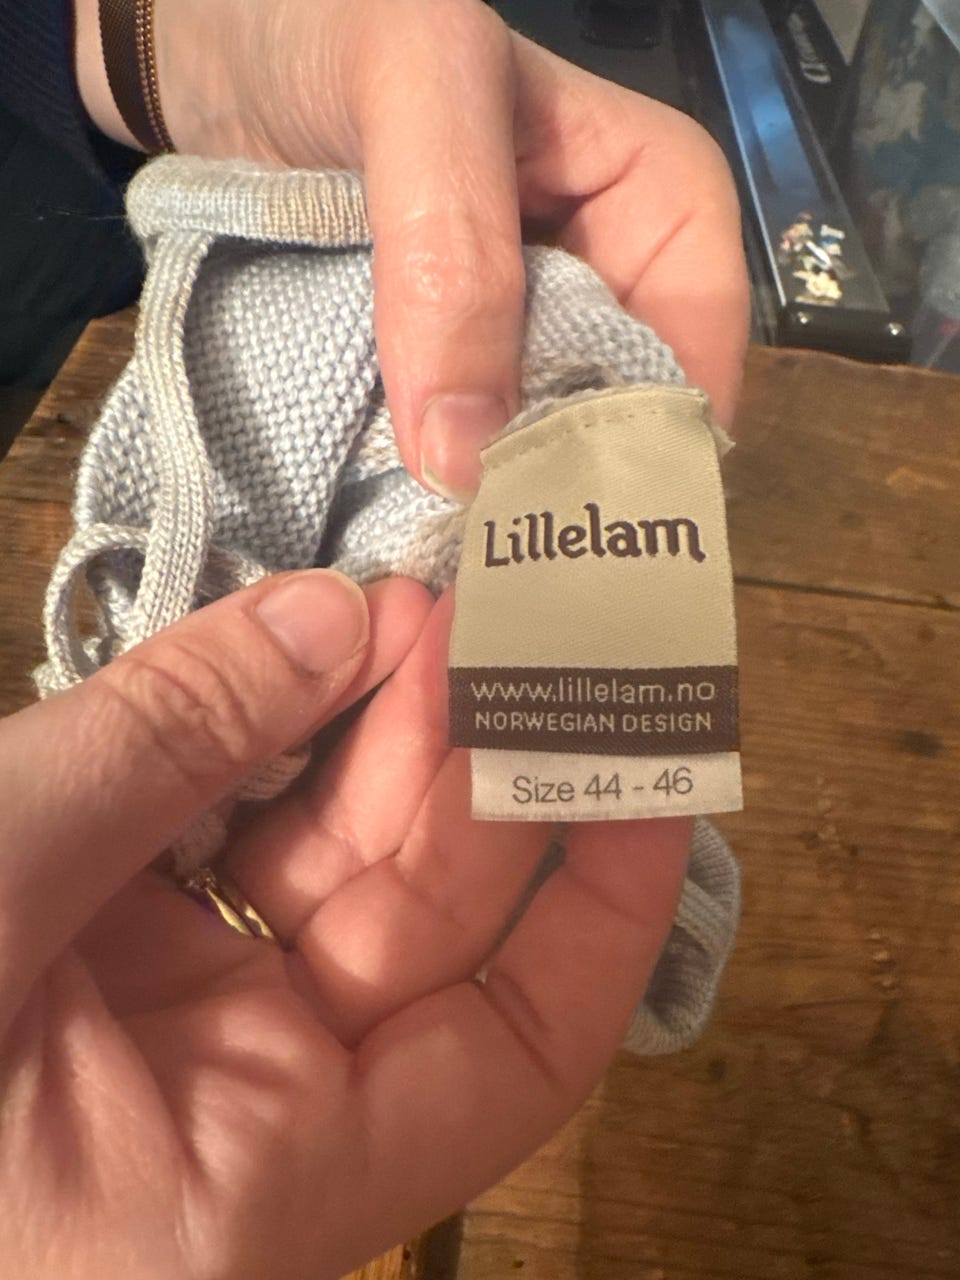 Lillelam
www.lillelam.no
NORWEGIAN DESIGN
Size 44 - 46